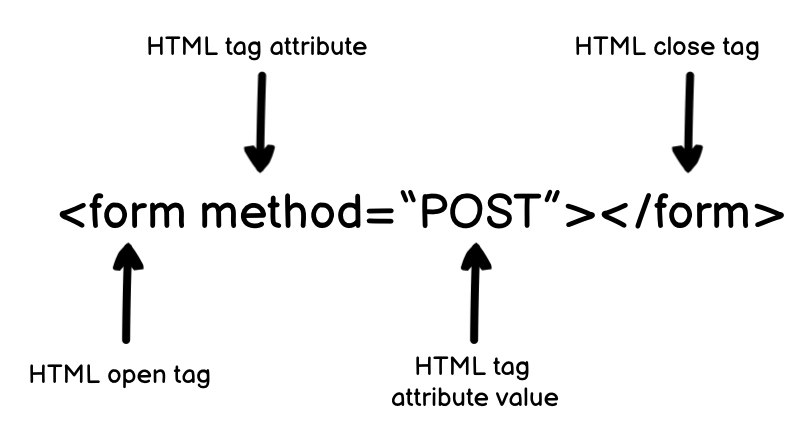 HTML tag attribute
HTML close tag
<form method=“POST”></form>
HTML open tag
HTML tag
attribute value